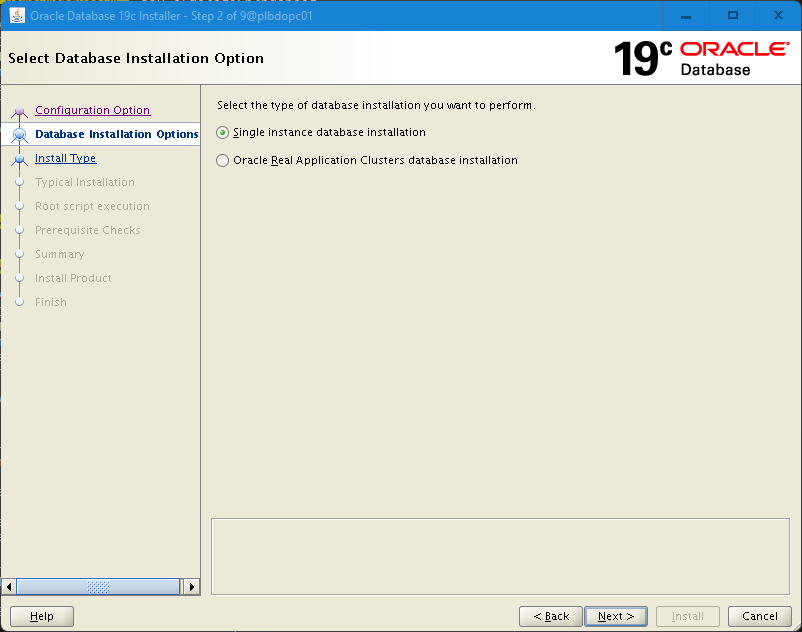 Oracle Database 19c Installer - Step 2 of 9@plbdopc01
Select Database Installation Option
19c ORACLE
Database
Configuration Option
Database Installation Options
Install Type
Typical Installation
Root script execution
Prerequisite Checks
Summary
Install Product
Finish
Select the type of database installation you want to perform.
Single instance database installation
Oracle Real Application Clusters database installation
Help
< Back
Next >
Install
Cancel